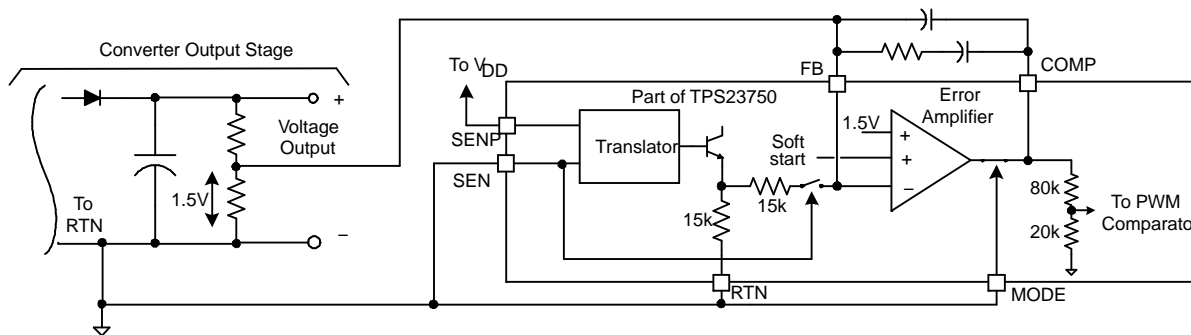 Converter Output Stage
To VDD
Part of TPS23750
FB
COMP
Error
Amplifier
+
Voltage
Output
SENP
SEN
Translator
Soft
start
1.5V
+
+
−
To
RTN
1.5V
15k
15k
80k
20k
To PWM
Comparato
−
RTN
MODE